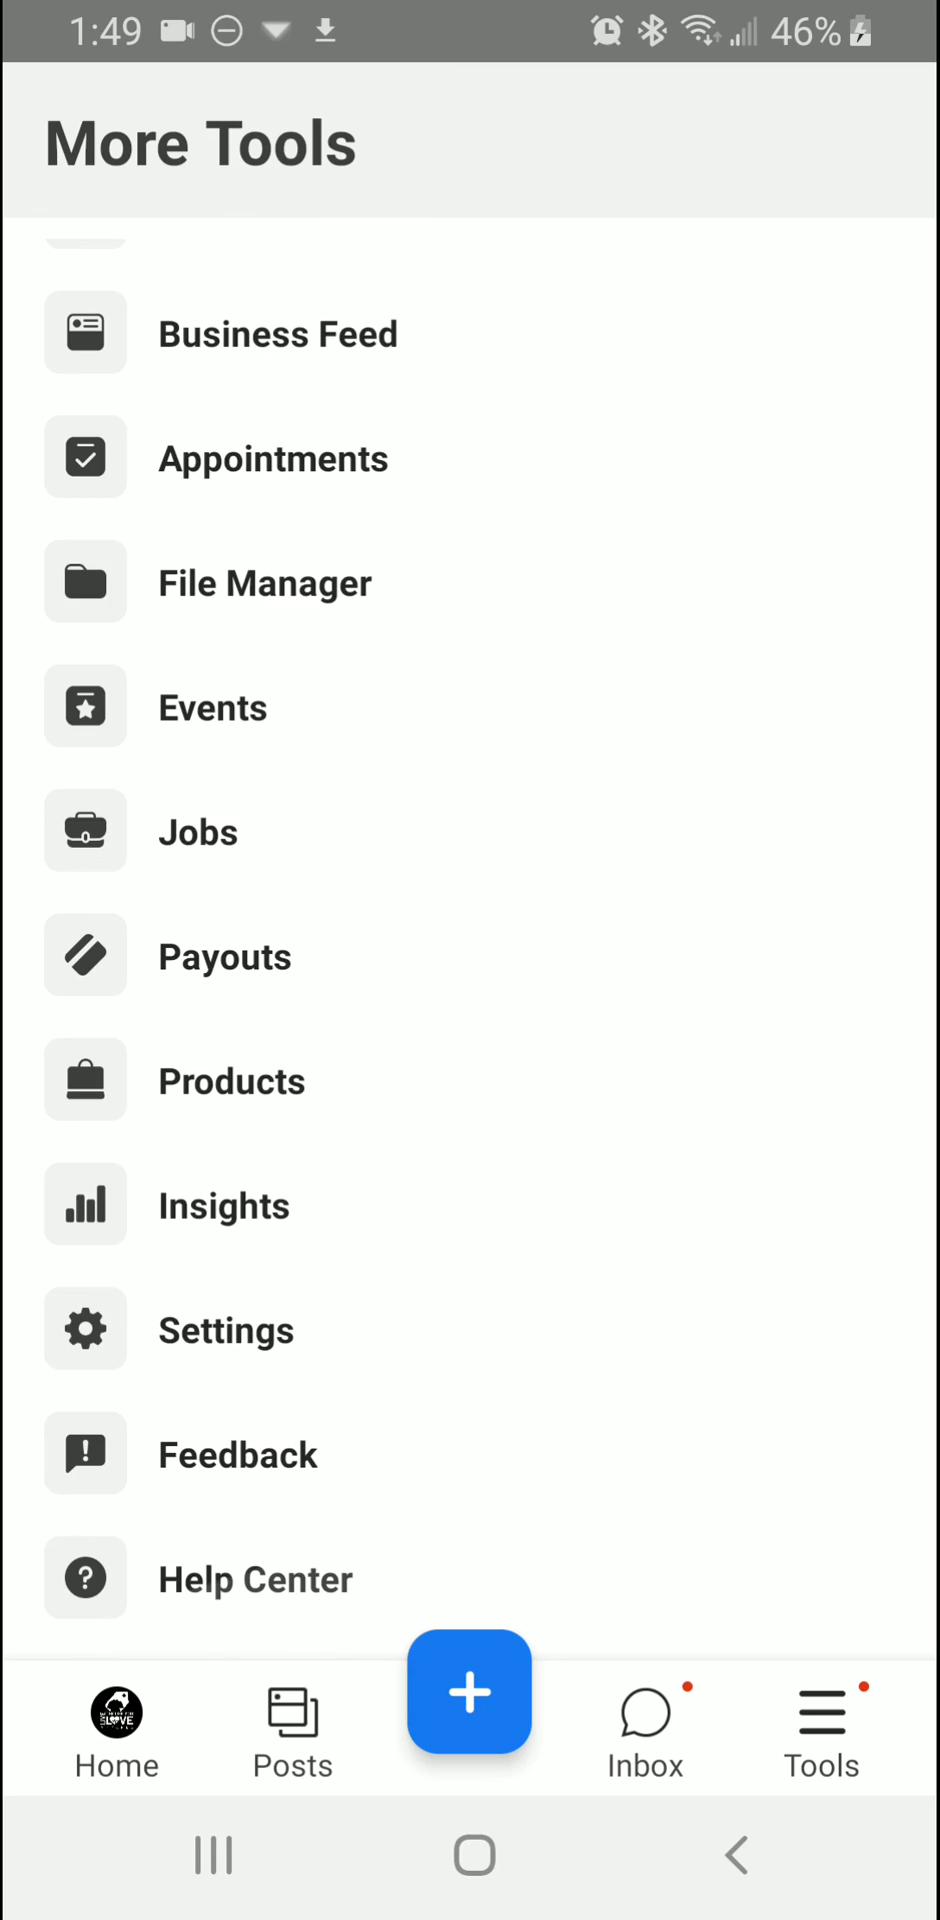 1:49
46%
More Tools
Business Feed
Appointments
File Manager
Events
Jobs
Payouts
Products
Insights
Settings
Feedback
Help Center
LOVE
Home
Posts
Inbox
Tools